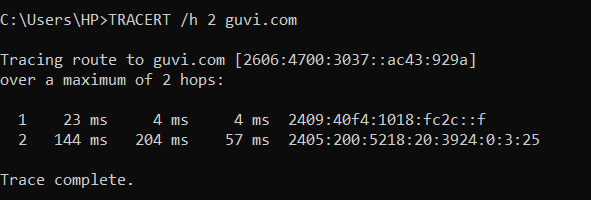 C:\Users\HP>TRACERT /h 2 guvi.com
Tracing route to guvi.com [2606:4700:3037::ac43:929a]
over a maximum of 2 hops:
1 23 ms 4 ms 4 ms 2409:40f4:1018:fc2c::f
2 144 ms 204 ms 57 ms 2405:200:5218:20:3924:0:3:25
Trace complete.